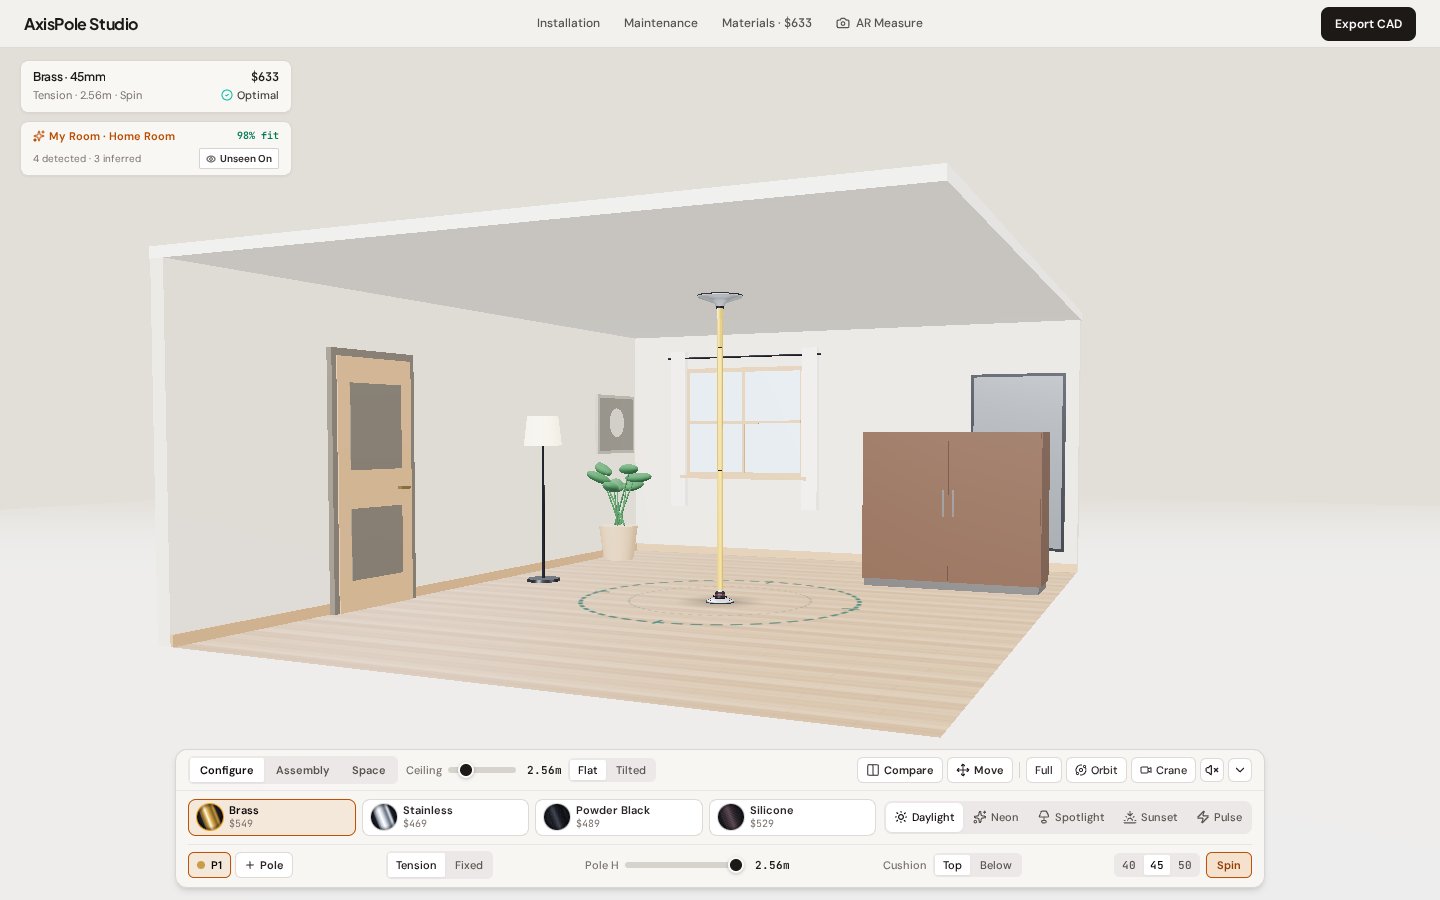 AxisPole Studio
Installation
Maintenance
Materials · $633
AR Measure
Export CAD
Brass · 45mm
$633
Tension · 2.56m · Spin
Optimal
My Room · Home Room
98% fit
4 detected · 3 inferred
Unseen On
Configure
Assembly
Space
Ceiling
2.56m
Flat
Tilted
Compare
Move
Full
Orbit
Crane
Brass
$549
Stainless
$469
Powder Black
$489
Silicone
$529
Daylight
Neon
Spotlight
Sunset
Pulse
P1
Pole
Tension
Fixed
Pole H
2.56m
Cushion
Top
Below
40
45
50
Spin